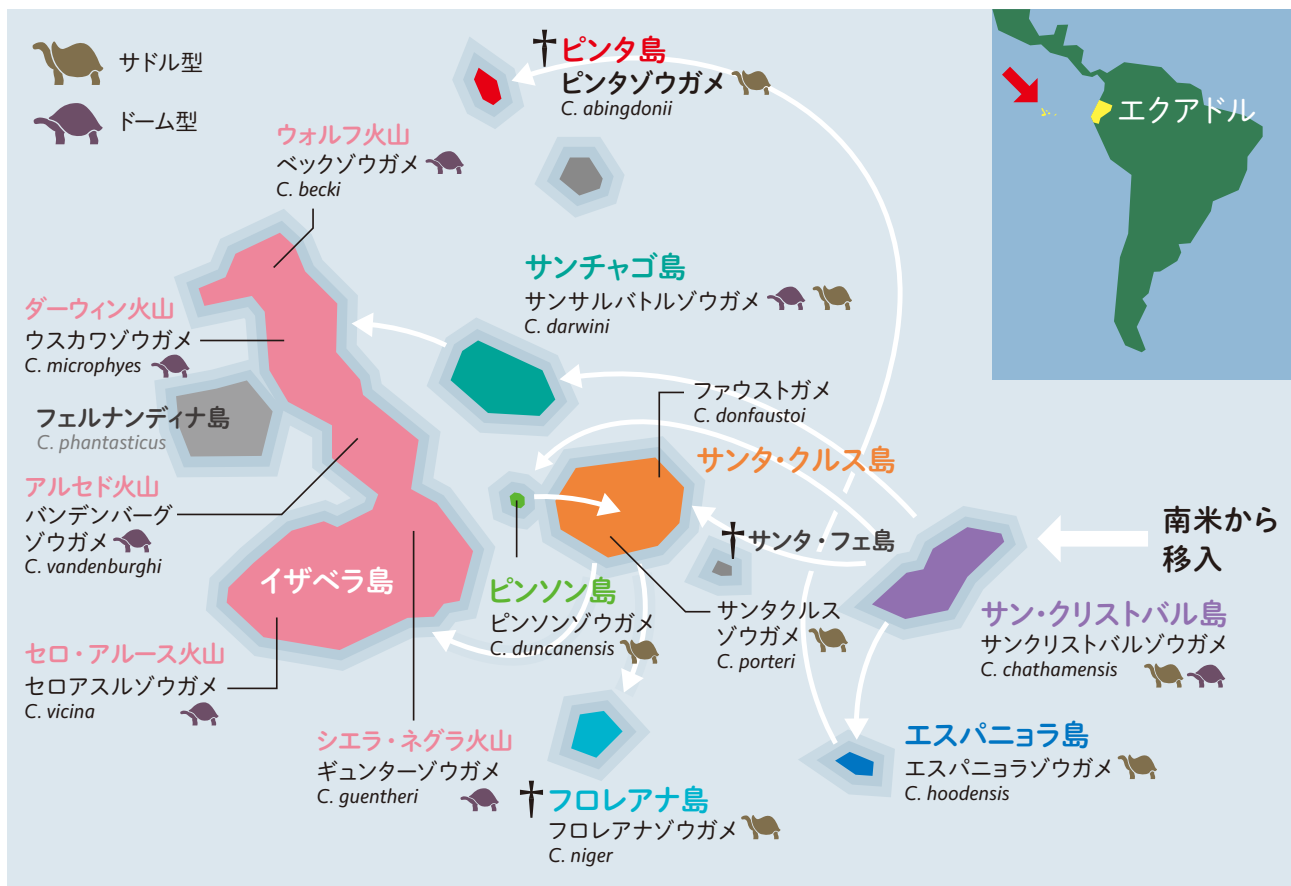 サドル型
ドーム型
†ピンタ島
ピンタゾウガメ
C. abingdonii
エクアドル
ウォルフ火山
ベックゾウガメ
C. becki
サンチャゴ島
サンサルバトルゾウガメ
C. darwini
ダーウィン火山
ウスカワゾウガメ
C. microphyes
フェルナンディナ島
C. phantasticus
ファウストガメ
C. donfaustoi
サンタ・クルス島
アルセド火山
バンデンバーグ
ゾウガメ
C. vandenburghi
イザベラ島
†サンタ・フェ島
南米から
移入
ピンソン島
ピンソンゾウガメ
C. duncanensis
サンタクルス
ゾウガメ
C. porteri
サン・クリストバル島
サンクリストバルゾウガメ
C. chathamensis
セロ・アルース火山
セロアスルゾウガメ
C. vicina
シエラ・ネグラ火山
ギュンターゾウガメ
C. guentheri
†フロレアナ島
フロレアナゾウガメ
C. niger
エスパニョラ島
エスパニョラゾウガメ
C. hoodensis